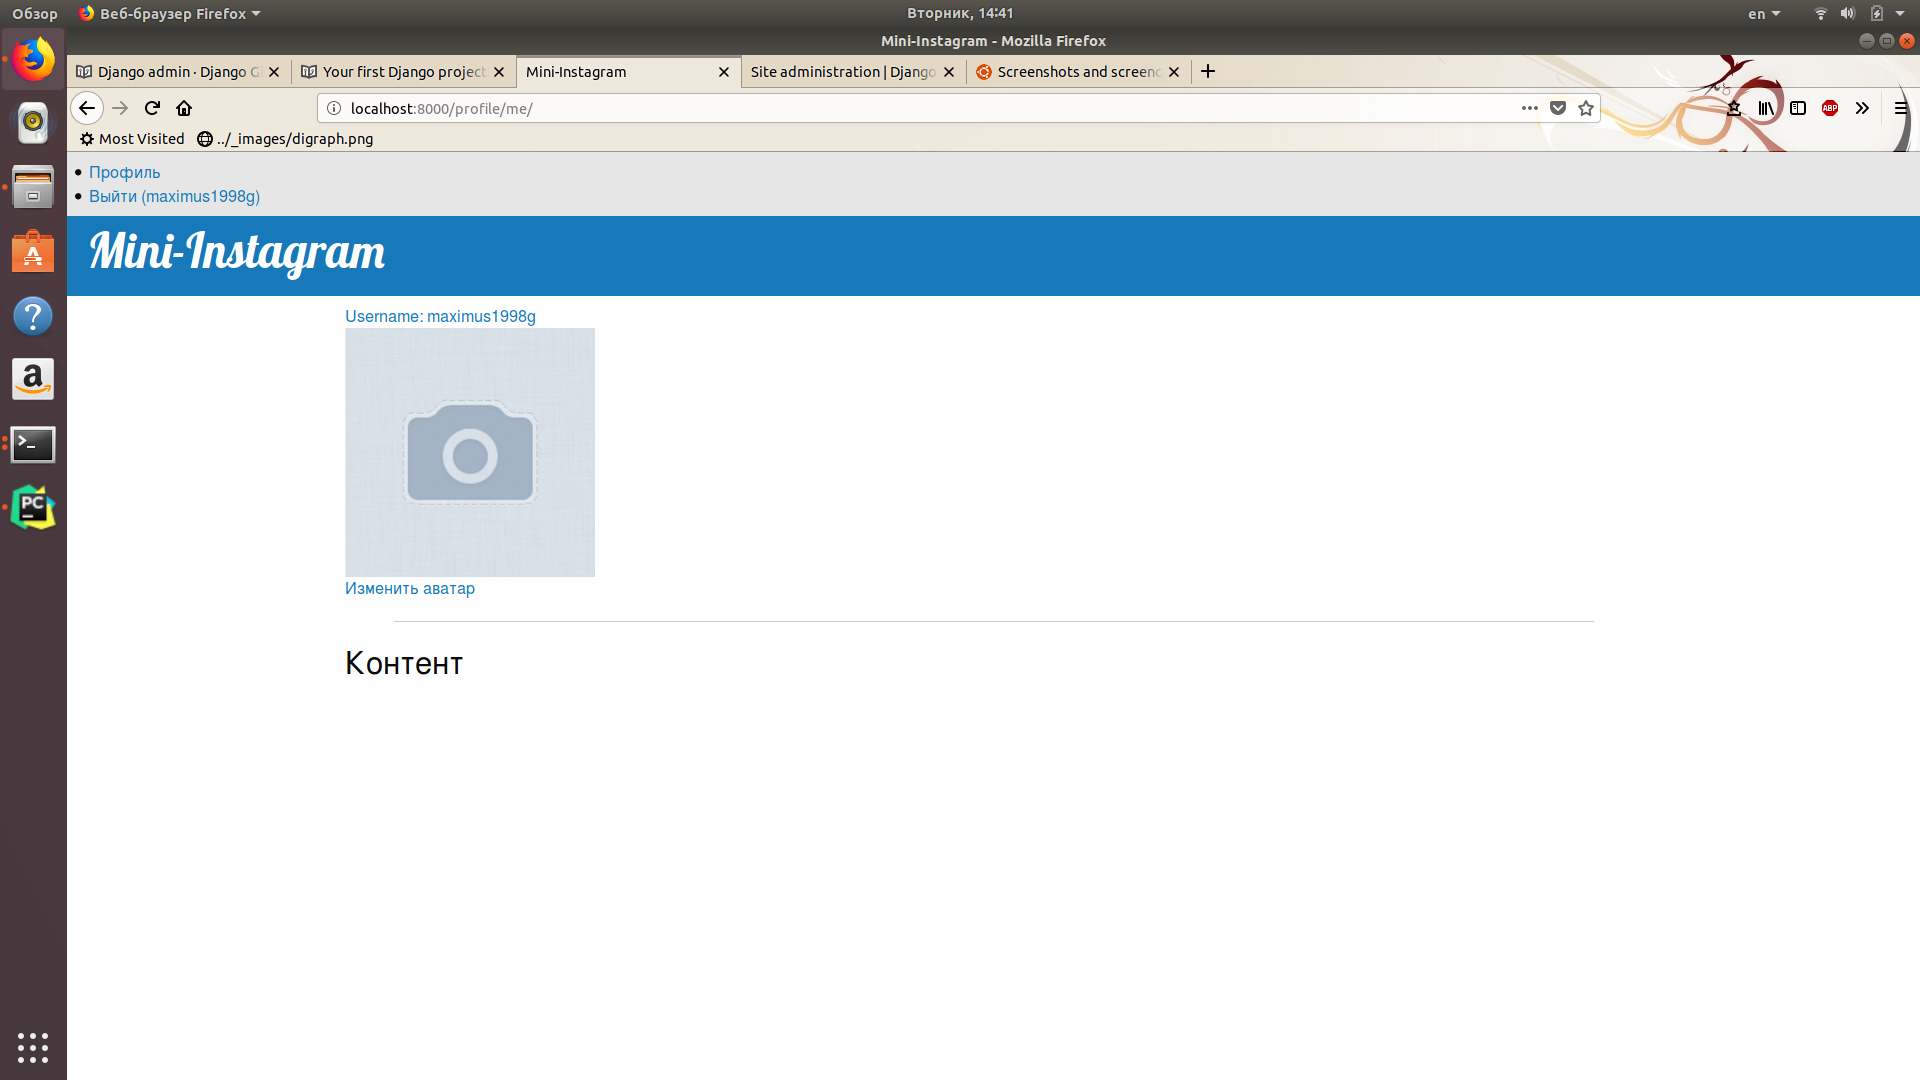 Обзор Веб-браузер Firefox Вторник, 14:41 en
Mini-Instagram - Mozilla Firefox
Django admin · Django G Your first Django project Mini-Instagram Site administration | Django Screenshots and screenc
localhost:8000/profile/me/ ABP
Most Visited ../_images/digraph.png
Профиль
Выйти (maximus1998g)
Mini-Instagram
Username: maximus1998g
Изменить аватар
Контент
A
?
a
>_
PC